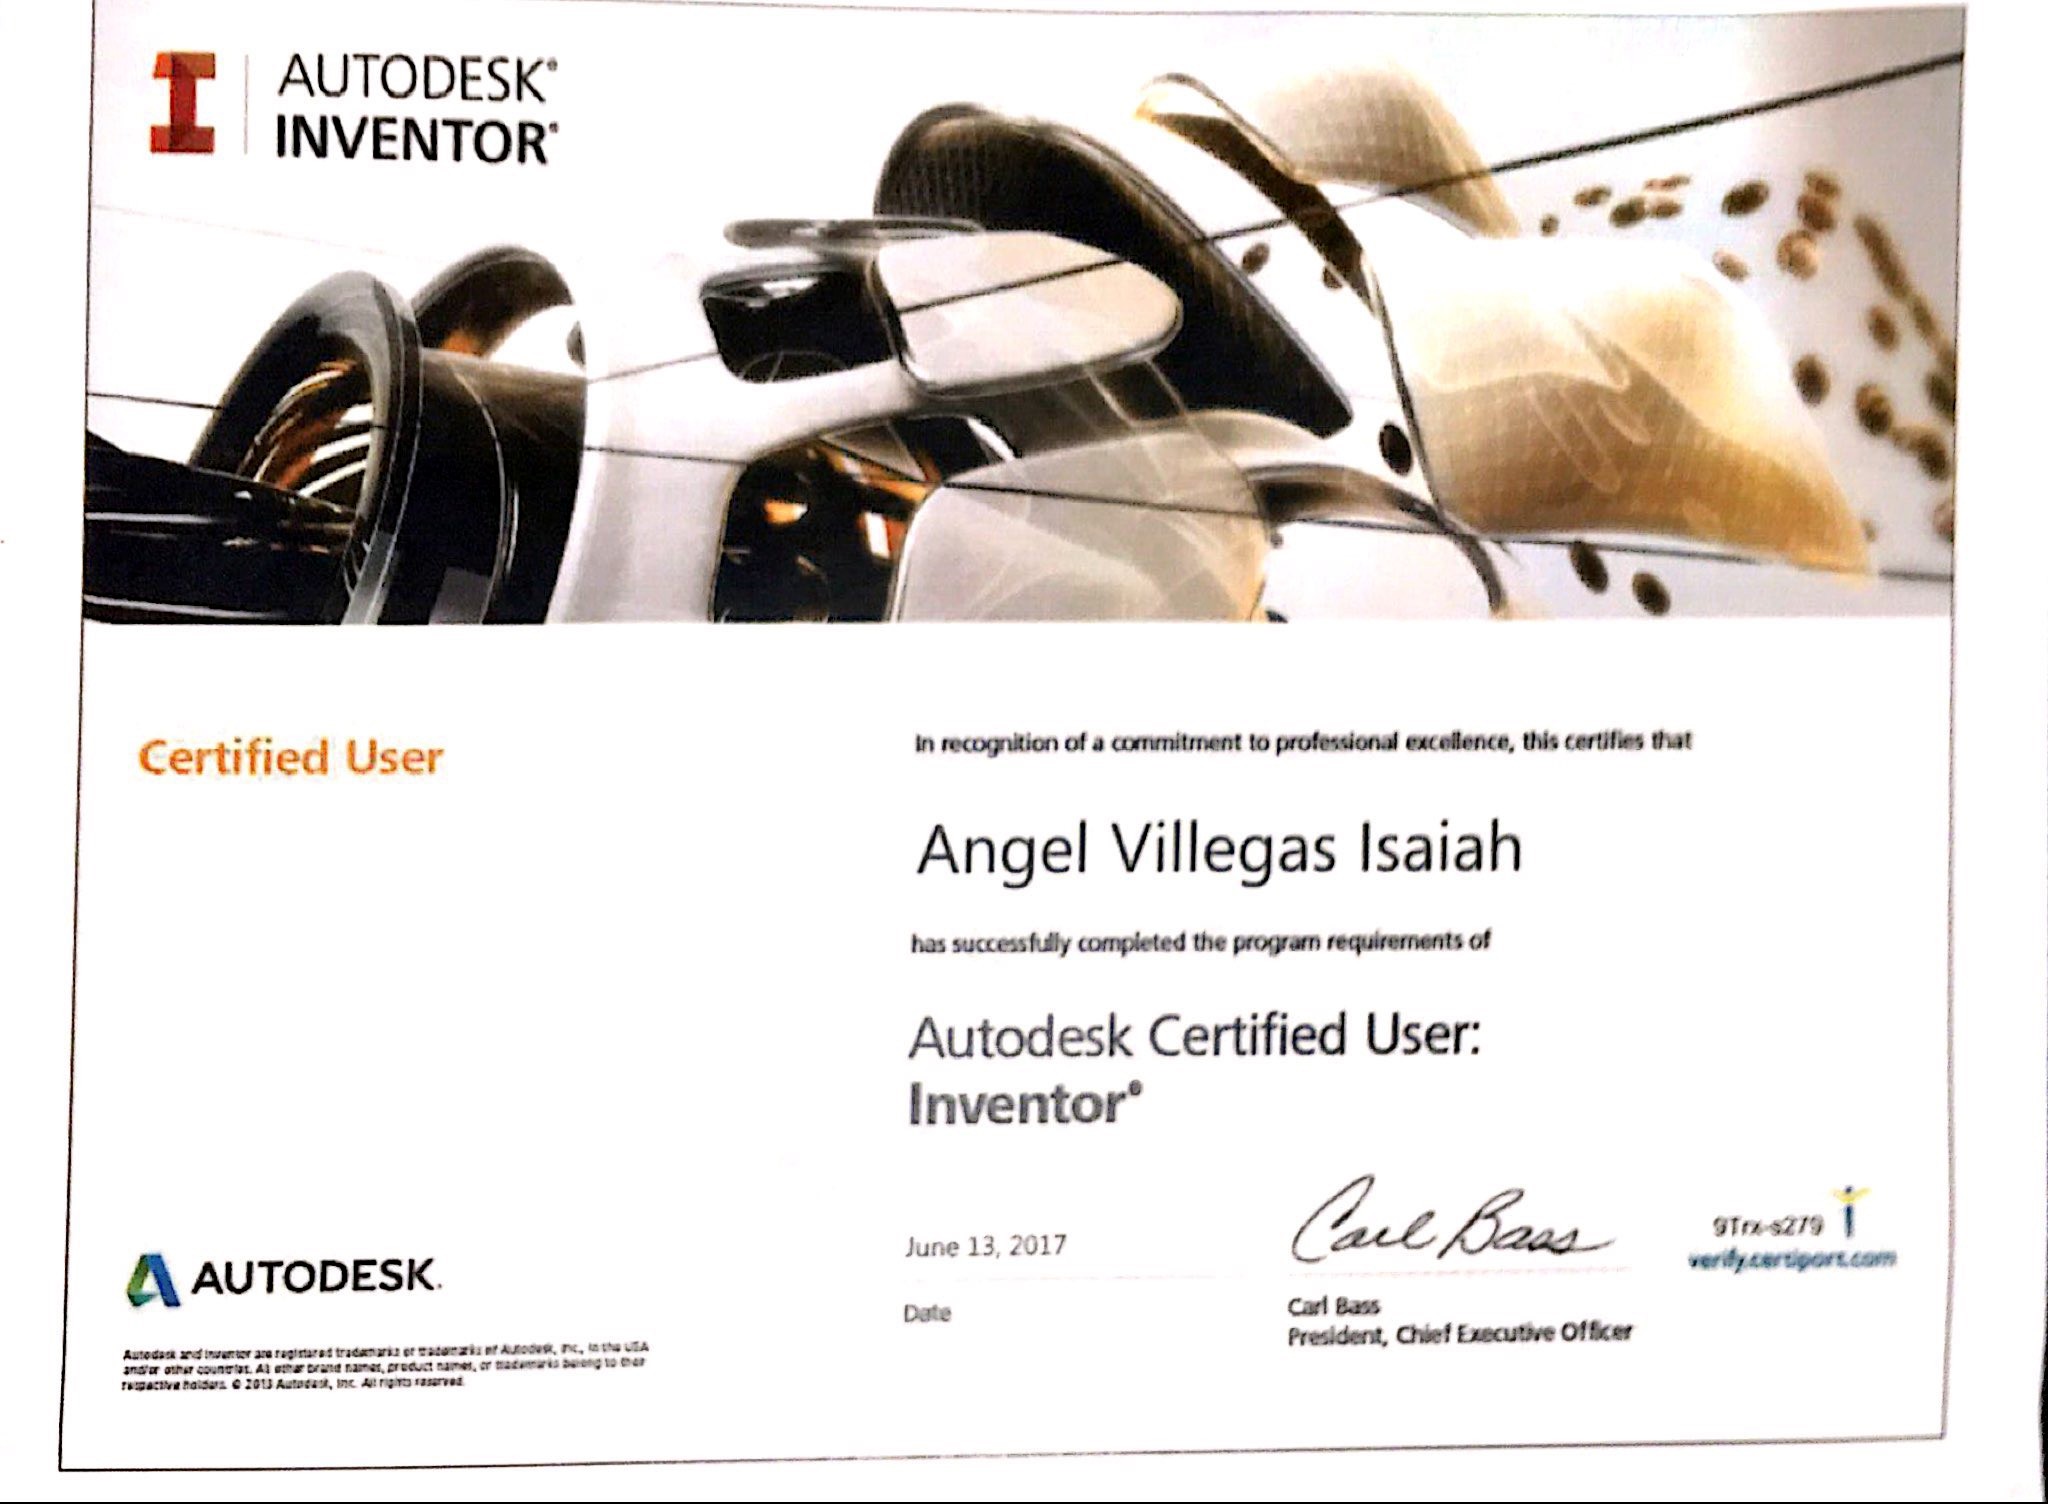 AUTODESK®
INVENTOR®
Certified User
In recognition of a commitment to professional excellence, this certifies that
Angel Villegas Isaiah
has successfully completed the program requirements of
Autodesk Certified User:
Inventor®
June 13, 2017
Date
Carl Bass
Carl Bass
President, Chief Executive Officer
9Trx-s279
verify.certiport.com
AUTODESK.
Autodesk and Inventor are registered trademarks or trademarks of Autodesk, Inc., in the USA
and/or other countries. All other brand names, product names, or trademarks belong to their
respective holders. © 2013 Autodesk, Inc. All rights reserved.